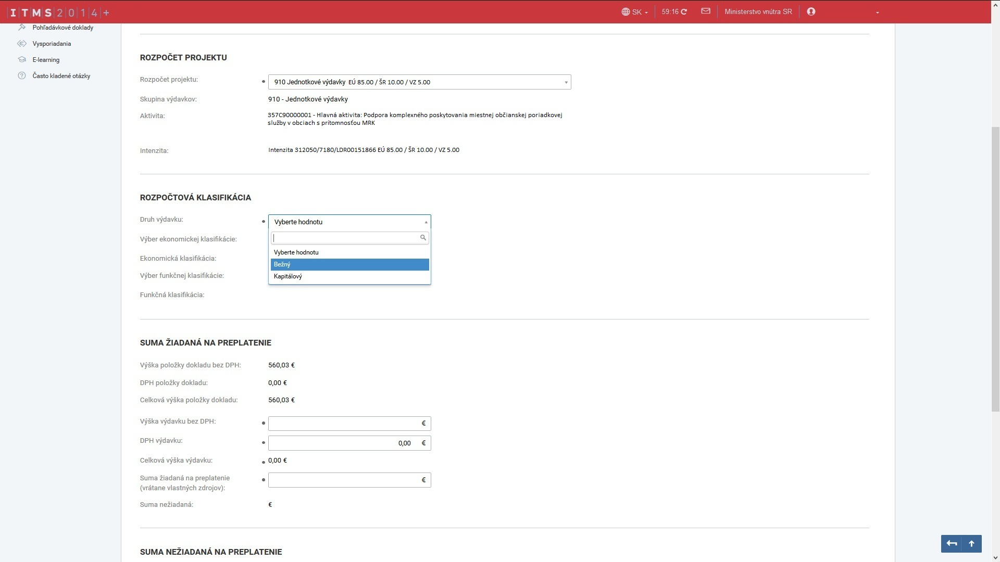 ITMS2014+
SK
59:16
Ministerstvo vnútra SR
Pohľadávkové doklady
Vysporiadania
E-learning
Často kladené otázky
ROZPOČET PROJEKTU
Rozpočet projektu:
910 Jednotkové výdavky EÚ 85.00 / ŠR 10.00 / VZ 5.00
Skupina výdavkov:
910 - Jednotkové výdavky
Aktivita:
357C90000001 - Hlavná aktivita: Podpora komplexného poskytovania miestnej občianskej poriadkovej
služby v obciach s prítomnosťou MRK
Intenzita:
Intenzita 312050/7180/LDR00151866 EÚ 85.00 / ŠR 10.00 / VZ 5.00
ROZPOČTOVÁ KLASIFIKÁCIA
Druh výdavku:
Vyberte hodnotu
Vyberte hodnotu
Bežný
Kapitálový
Výber ekonomickej klasifikácie:
Ekonomická klasifikácia:
Výber funkčnej klasifikácie:
Funkčná klasifikácia:
SUMA ŽIADANÁ NA PREPLATENIE
Výška položky dokladu bez DPH:
560,03 €
DPH položky dokladu:
0,00 €
Celková výška položky dokladu:
560,03 €
Výška výdavku bez DPH:
€
DPH výdavku:
0,00 €
Celková výška výdavku:
0,00 €
Suma žiadaná na preplatenie
(vrátane vlastných zdrojov):
€
Suma nežiadaná:
€
SUMA NEŽIADANÁ NA PREPLATENIE